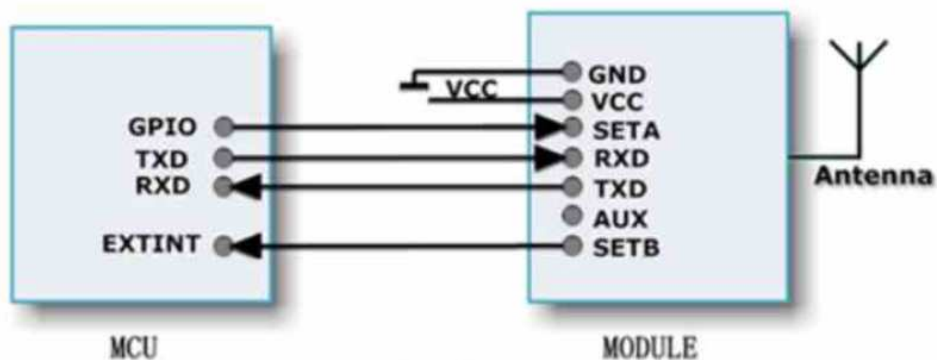 GND
VCC
VCC
GPIO
SETA
TXD
RXD
RXD
TXD
Antenna
AUX
EXTINT
SETB
MCU
MODULE